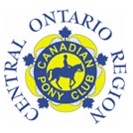 CENTRAL ONTARIO REGION
CANADIAN
PONY CLUB